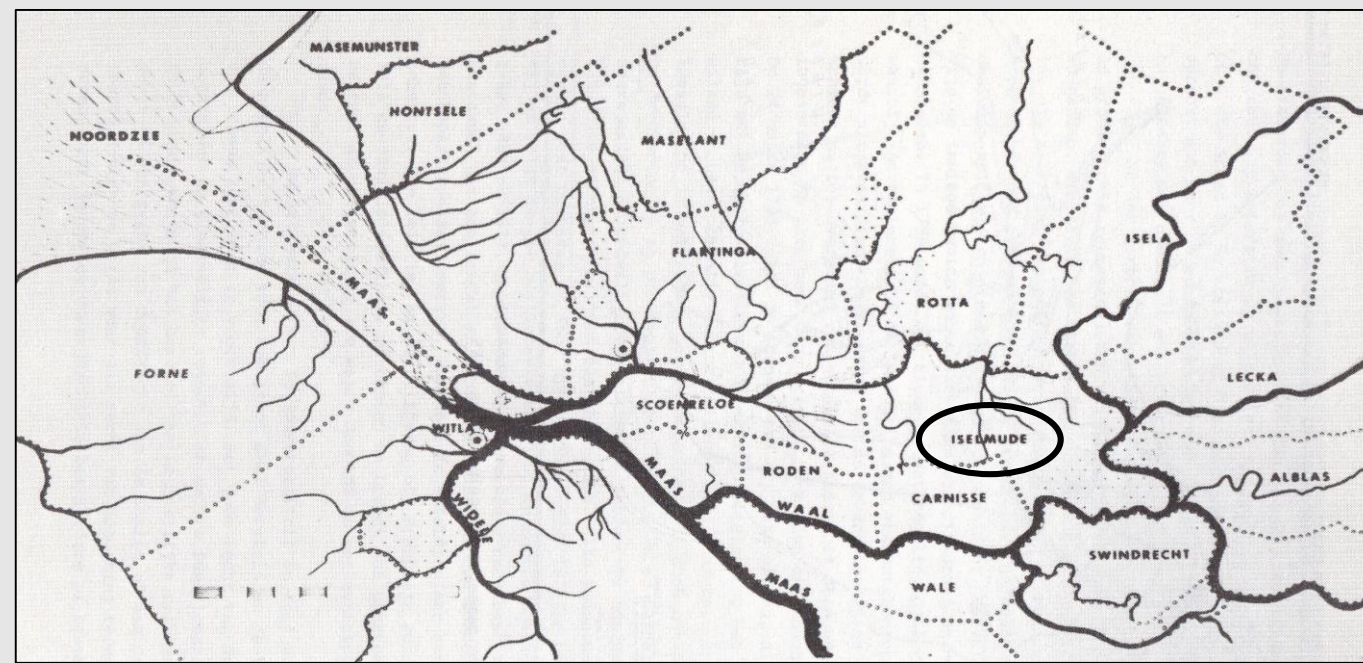 MASEMUNSTER
HONTSELE
NOORDZEE
MASELANT
ISELA
FLARTINGA
MAAS
ROTTA
FORNE
LECKA
SCOENRELOE
WITLA
ISELMUDE
MAAS
RODEN
ALBLAS
CARNISSE
WIDELE
WAAL
SWINDRECHT
MAAS
WALE